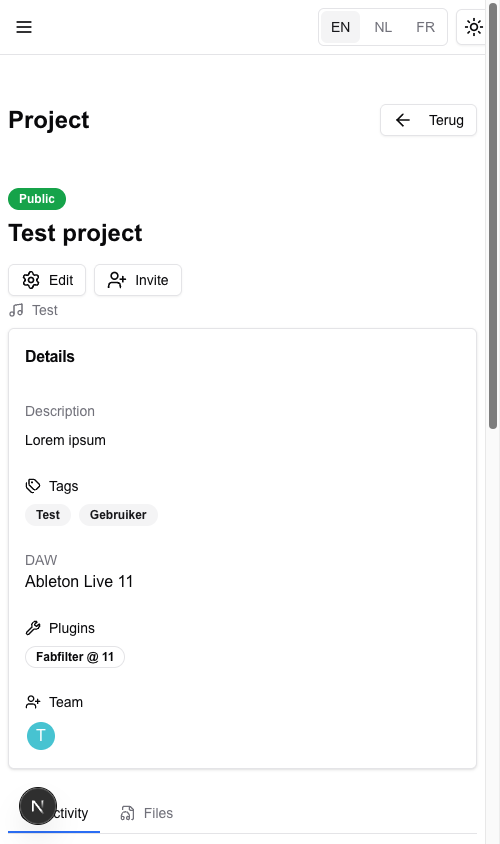 EN NL FR
Project
Terug
Public
Test project
Edit Invite
Test
Details
Description
Lorem ipsum
Tags
Test Gebruiker
DAW
Ableton Live 11
Plugins
Fabfilter @ 11
Team
T
N ctivity Files